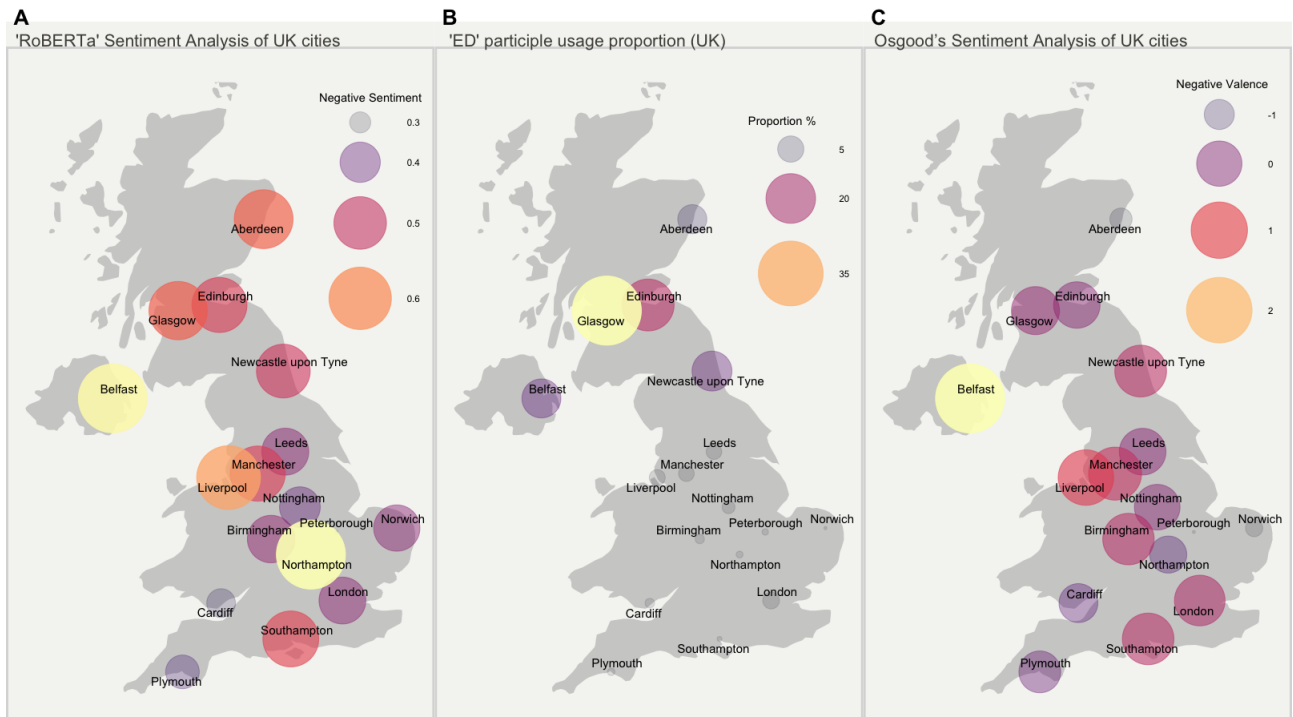 A
'RoBERTa' Sentiment Analysis of UK cities
Negative Sentiment
0.3
0.4
0.5
0.6
Aberdeen
Edinburgh
Glasgow
Newcastle upon Tyne
Belfast
Leeds
Manchester
Liverpool
Nottingham
Peterborough
Norwich
Birmingham
Northampton
London
Cardiff
Southampton
Plymouth
B
'ED' participle usage proportion (UK)
Proportion %
5
20
35
Aberdeen
Edinburgh
Glasgow
Newcastle upon Tyne
Belfast
Leeds
Manchester
Liverpool
Nottingham
Peterborough
Norwich
Birmingham
Northampton
London
Cardiff
Southampton
Plymouth
C
Osgood's Sentiment Analysis of UK cities
Negative Valence
-1
0
1
2
Aberdeen
Edinburgh
Glasgow
Newcastle upon Tyne
Belfast
Leeds
Manchester
Liverpool
Nottingham
Peterborough
Norwich
Birmingham
Northampton
Cardiff
London
Southampton
Plymouth